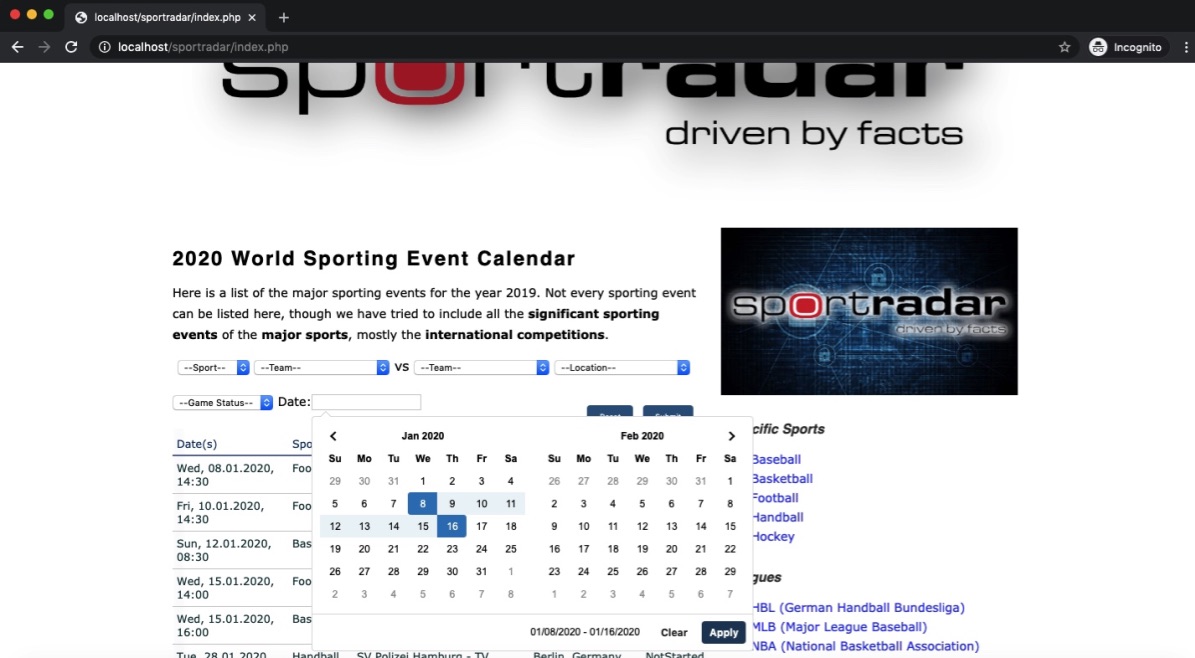 localhost/sportradar/index.php
localhost/sportradar/index.php
Incognito
sportradar
driven by facts
2020 World Sporting Event Calendar
Here is a list of the major sporting events for the year 2019. Not every sporting event
can be listed here, though we have tried to include all the significant sporting
events of the major sports, mostly the international competitions.
sportradar
driven by facts
--Sport-- --Team-- VS --Team-- --Location--
--Game Status-- Date:
Reset Submit
Date(s) Spo
Wed, 08.01.2020, Foo
14:30
Fri, 10.01.2020, Foo
14:30
Sun, 12.01.2020, Bas
08:30
Wed, 15.01.2020, Foo
14:00
Wed, 15.01.2020, Bas
16:00
Tue, 28.01.2020, Handball SV Polizei Hamburg - TV Berlin, Germany NotStarted
Jan 2020
Su Mo Tu We Th Fr Sa
29 30 31 1 2 3 4
5 6 7 8 9 10 11
12 13 14 15 16 17 18
19 20 21 22 23 24 25
26 27 28 29 30 31 1
2 3 4 5 6 7 8
Feb 2020
Su Mo Tu We Th Fr Sa
26 27 28 29 30 31 1
2 3 4 5 6 7 8
9 10 11 12 13 14 15
16 17 18 19 20 21 22
23 24 25 26 27 28 29
1 2 3 4 5 6 7
01/08/2020 - 01/16/2020 Clear Apply
cific Sports
Baseball
Basketball
Football
Handball
Hockey
gues
HBL (German Handball Bundesliga)
MLB (Major League Baseball)
NBA (National Basketball Association)